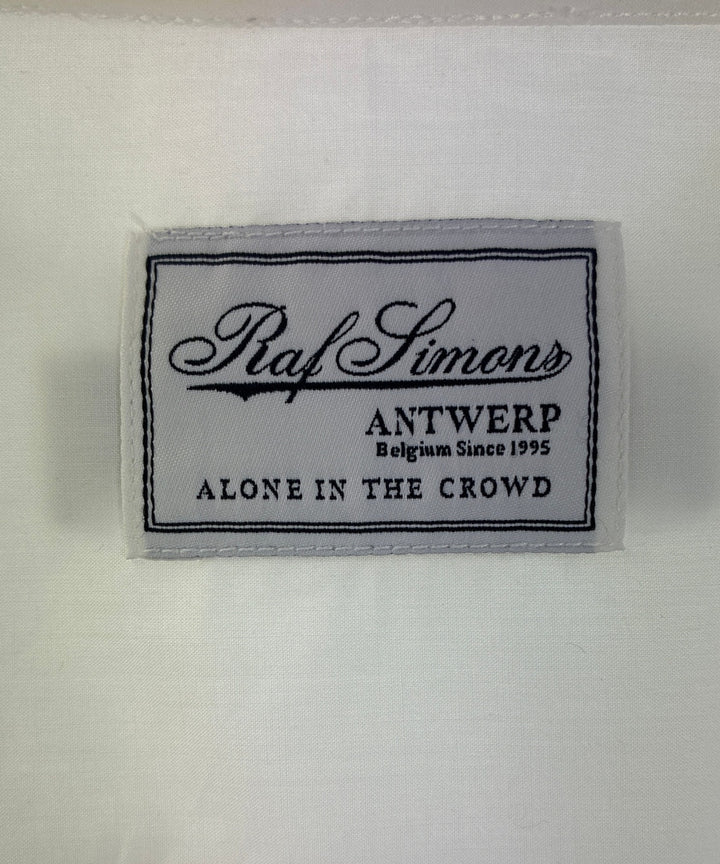 Raf Simons
ANTWERP
Belgium Since 1995
ALONE IN THE CROWD